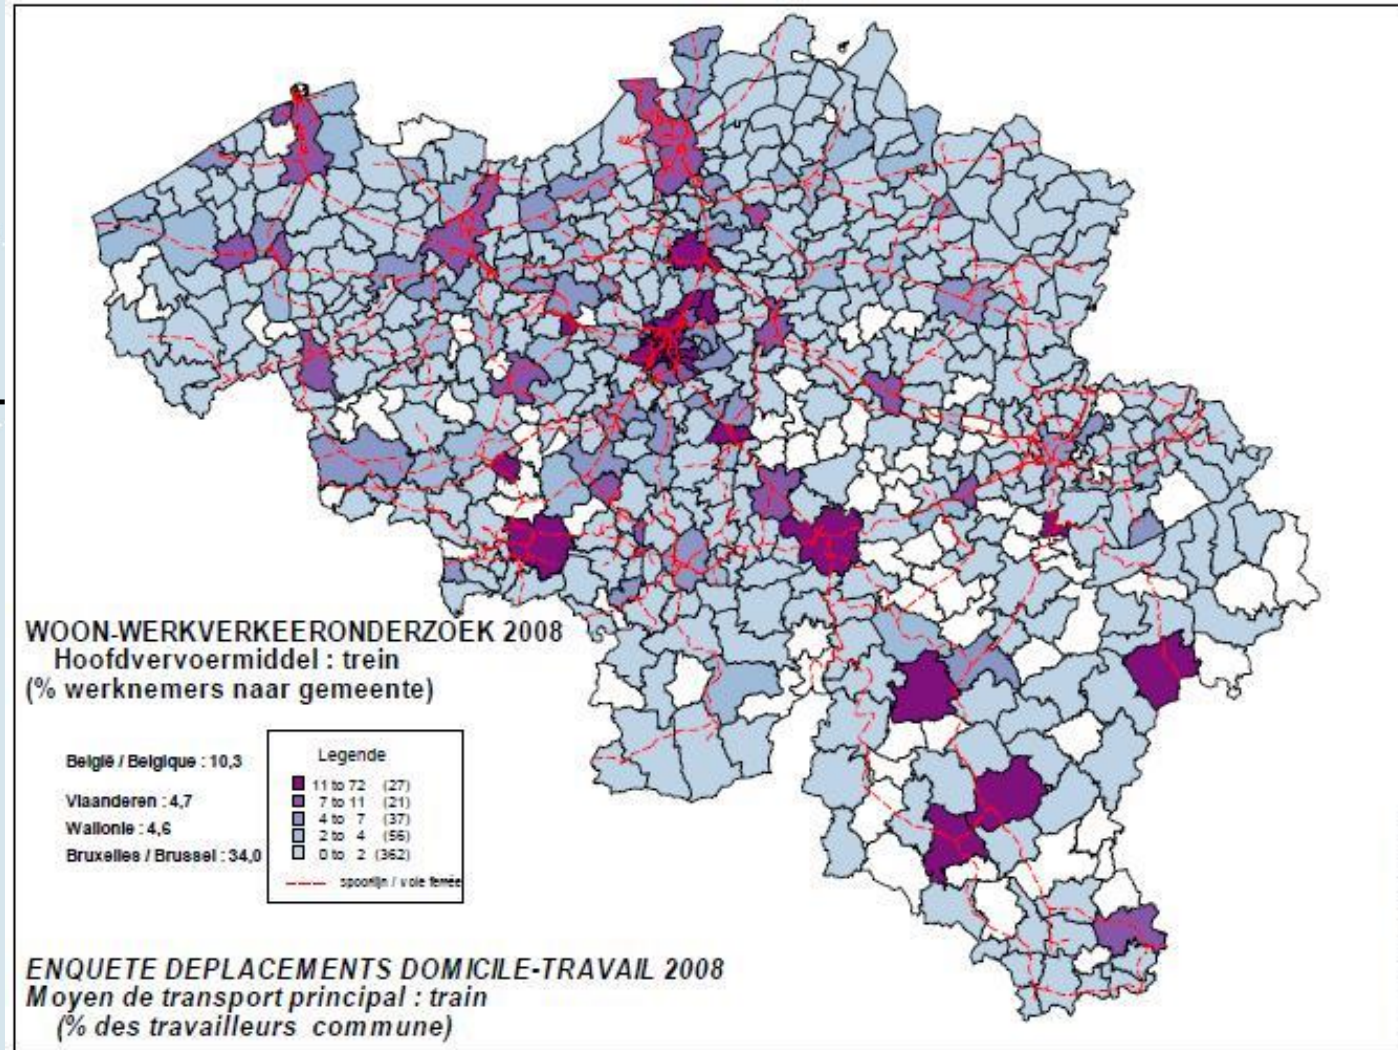 WOON-WERKVERKEERONDERZOEK 2008
Hoofdvervoermiddel : trein
(% werknemers naar gemeente)
België / Belgique : 10,3
Vlaanderen : 4,7
Wallonie : 4,6
Bruxelles / Brussel : 34,0
Legende
11 to 72 (27)
7 to 11 (21)
4 to 7 (37)
2 to 4 (56)
0 to 2 (362)
spoorlijn / voie ferrée
ENQUETE DEPLACEMENTS DOMICILE-TRAVAIL 2008
Moyen de transport principal : train
(% des travailleurs commune)